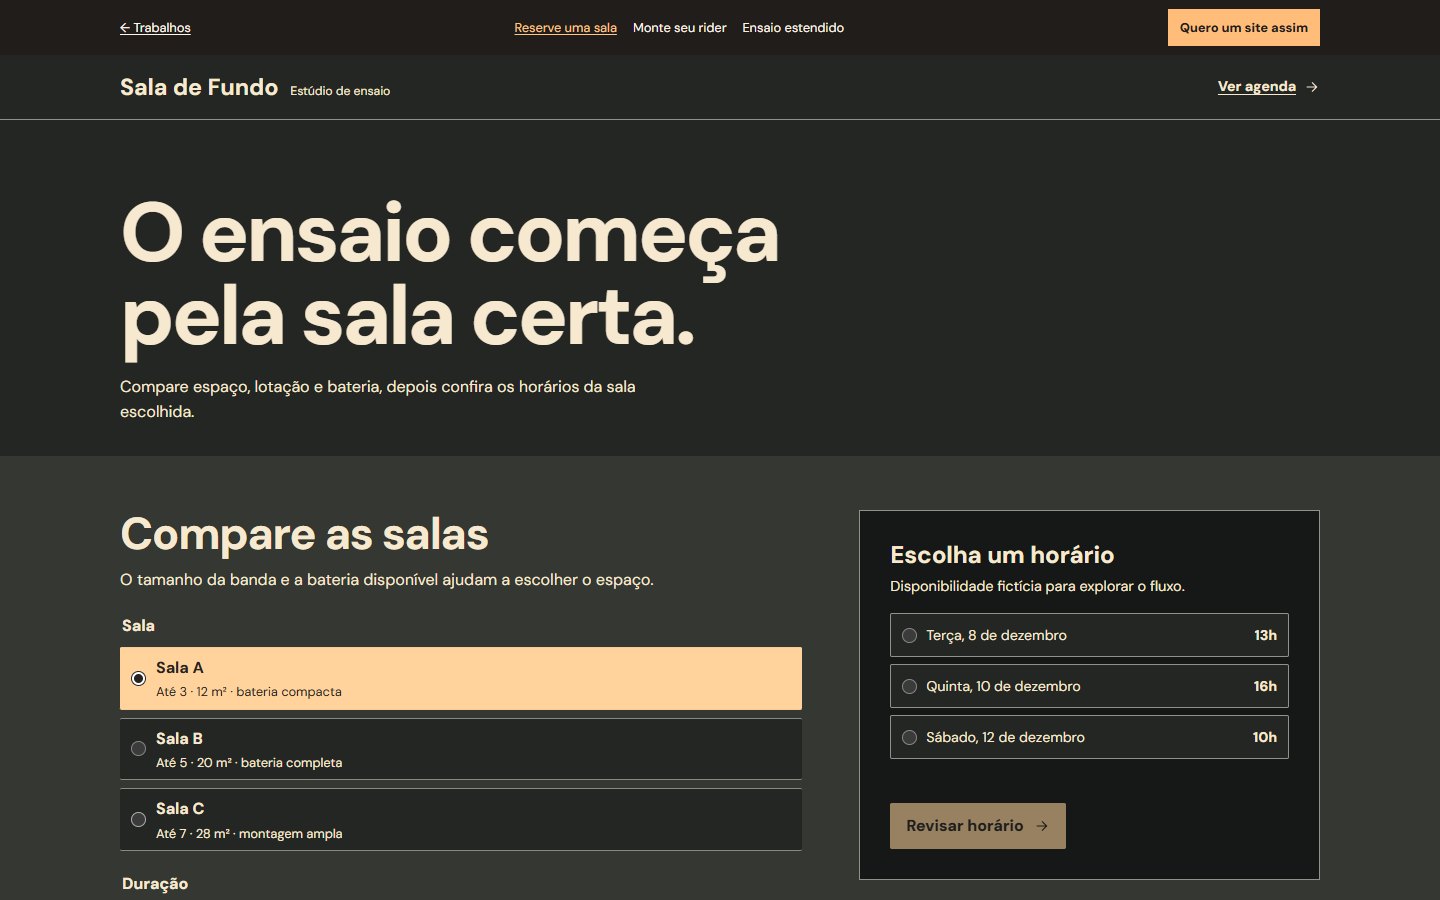 ← Trabalhos
Reserve uma sala
Monte seu rider
Ensaio estendido
Quero um site assim
Sala de Fundo
Estúdio de ensaio
Ver agenda →
O ensaio começa
pela sala certa.
Compare espaço, lotação e bateria, depois confira os horários da sala
escolhida.
Compare as salas
O tamanho da banda e a bateria disponível ajudam a escolher o espaço.
Sala
Sala A
Até 3 · 12 m² · bateria compacta
Sala B
Até 5 · 20 m² · bateria completa
Sala C
Até 7 · 28 m² · montagem ampla
Duração
Escolha um horário
Disponibilidade fictícia para explorar o fluxo.
Terça, 8 de dezembro 13h
Quinta, 10 de dezembro 16h
Sábado, 12 de dezembro 10h
Revisar horário →